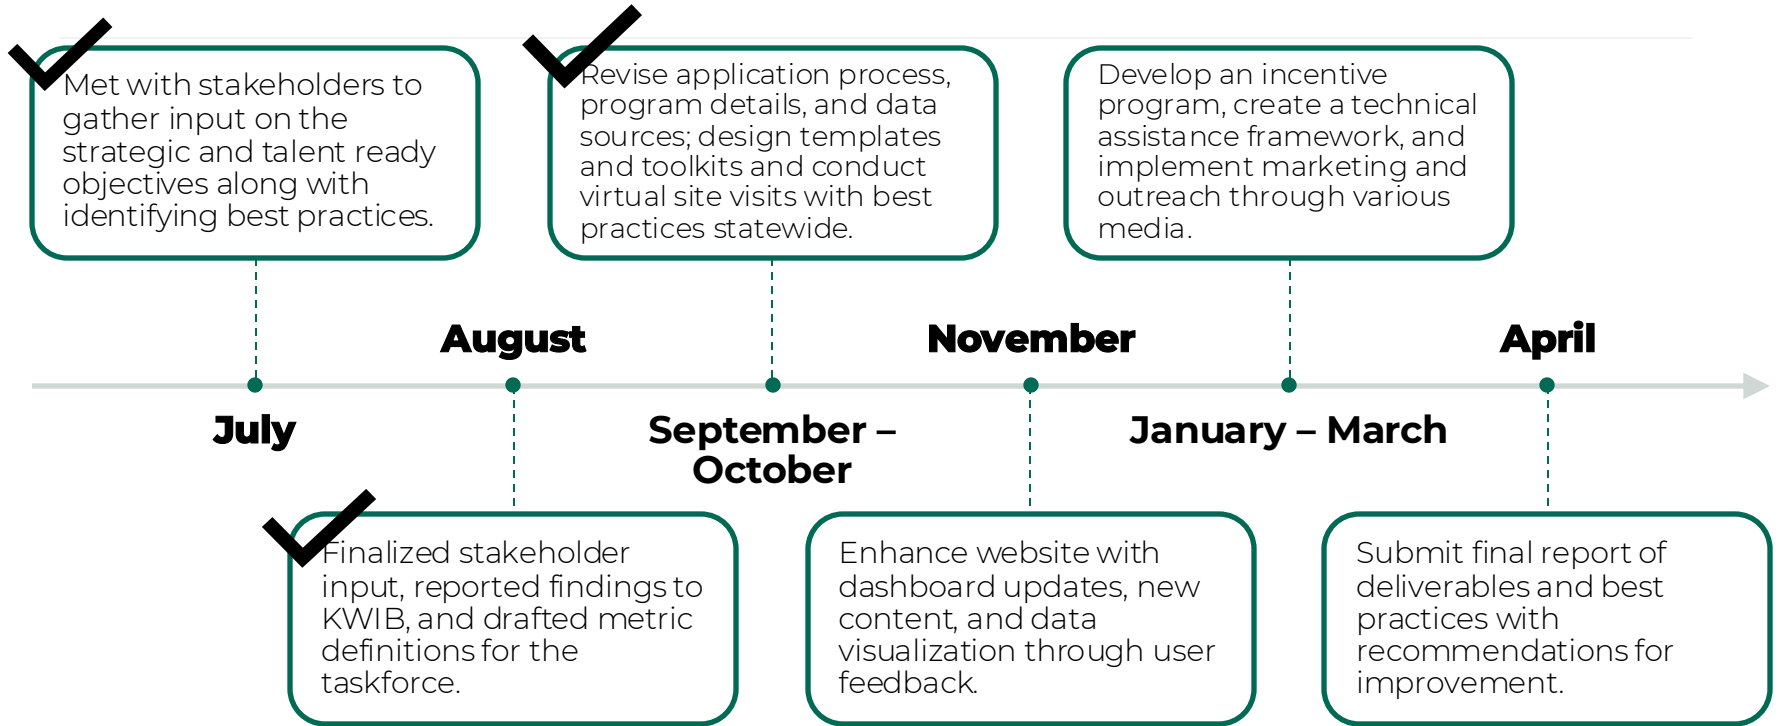 Met with stakeholders to
gather input on the
strategic and talent ready
objectives along with
identifying best practices.
Revise application process,
program details, and data
sources; design templates
and toolkits and conduct
virtual site visits with best
practices statewide.
Develop an incentive
program, create a technical
assistance framework, and
implement marketing and
outreach through various
media.
August
November
April
July
September –
October
January – March
Finalized stakeholder
input, reported findings to
KWIB, and drafted metric
definitions for the
taskforce.
Enhance website with
dashboard updates, new
content, and data
visualization through user
feedback.
Submit final report of
deliverables and best
practices with
recommendations for
improvement.